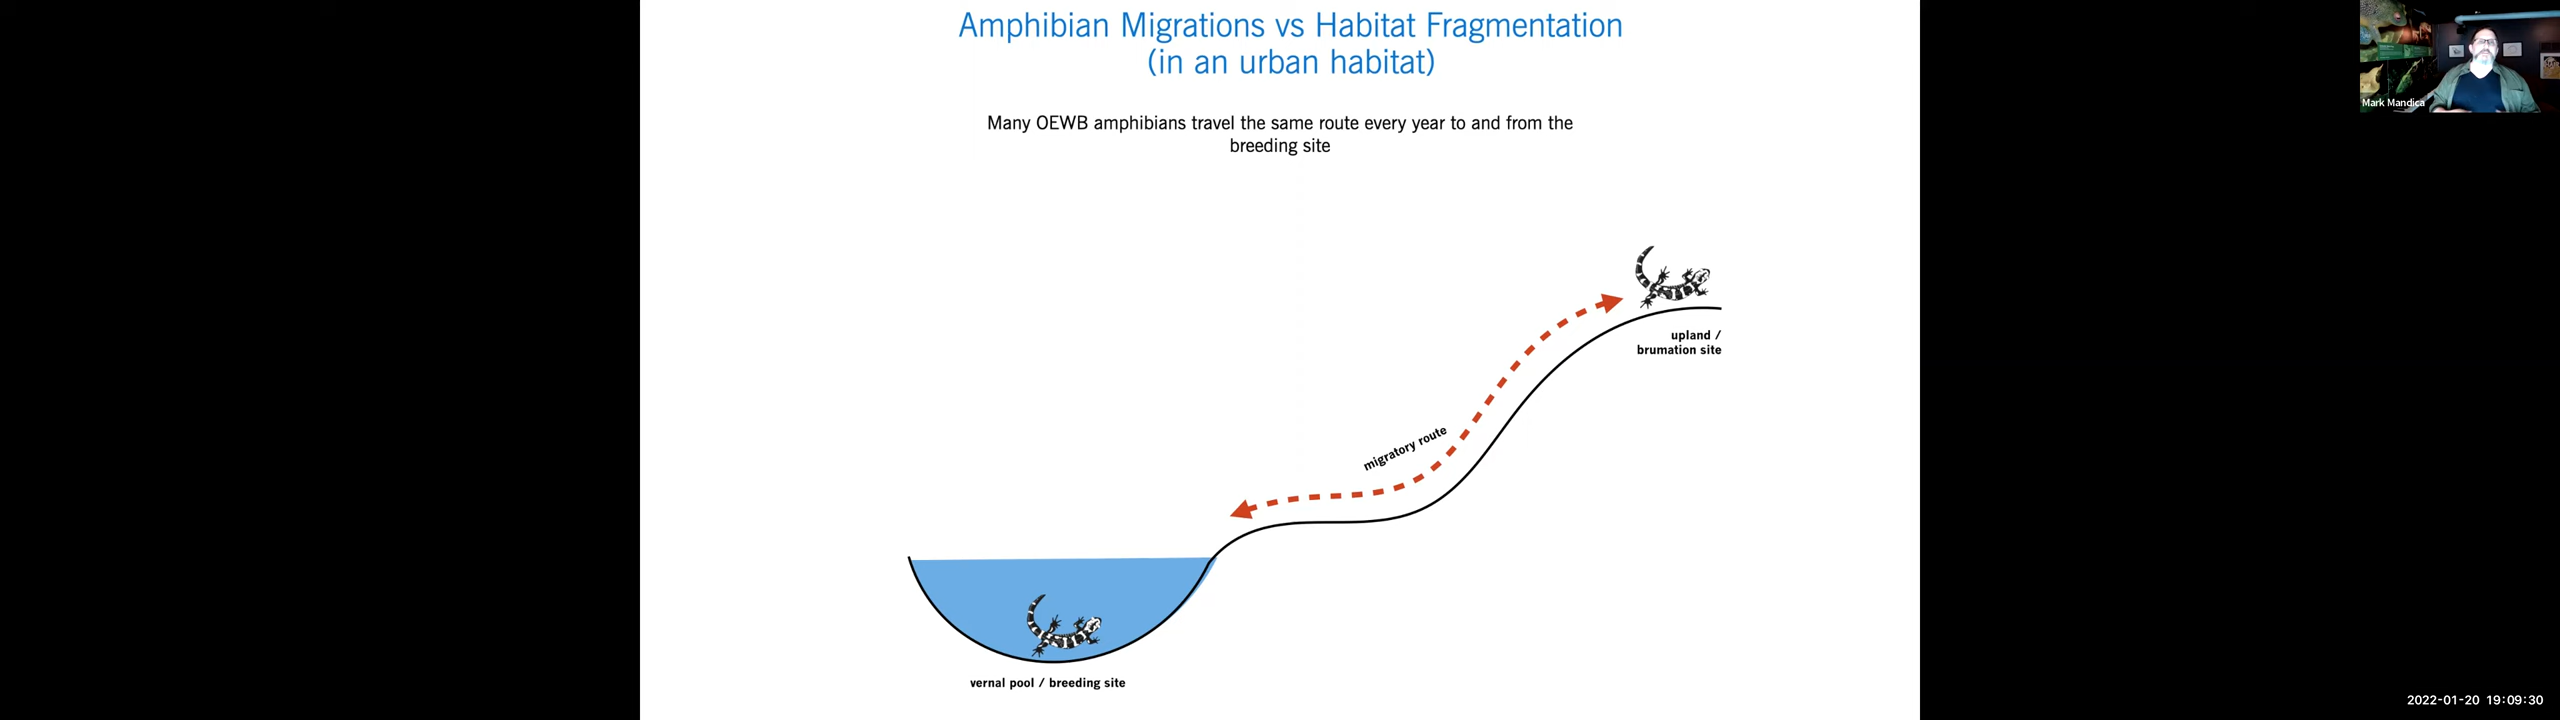 Amphibian Migrations vs Habitat Fragmentation
(in an urban habitat)
Many OEWB amphibians travel the same route every year to and from the
breeding site
upland /
brumation site
migratory route
vernal pool / breeding site
Mark Mandica
2022-01-20 19:09:30